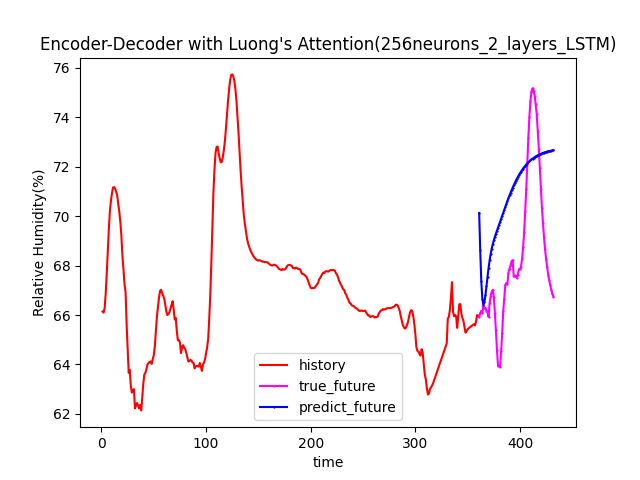 Encoder-Decoder with Luong's Attention(256neurons_2_layers_LSTM)
Relative Humidity(%)
76
74
72
70
68
66
64
62
0
100
200
300
400
time
history
true_future
predict_future